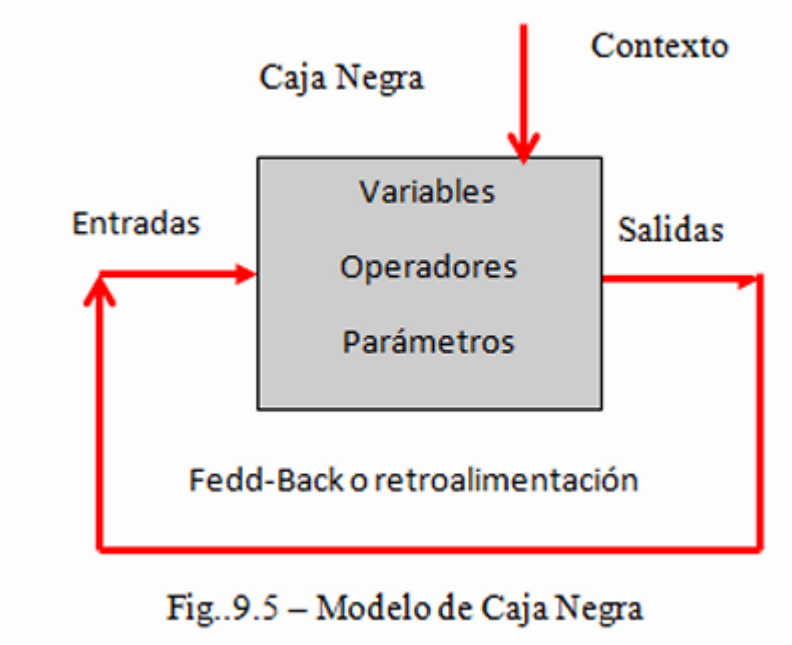 Contexto
Caja Negra
Variables
Entradas
Salidas
Operadores
Parámetros
Fedd-Back o retroalimentación
Fig..9.5 – Modelo de Caja Negra